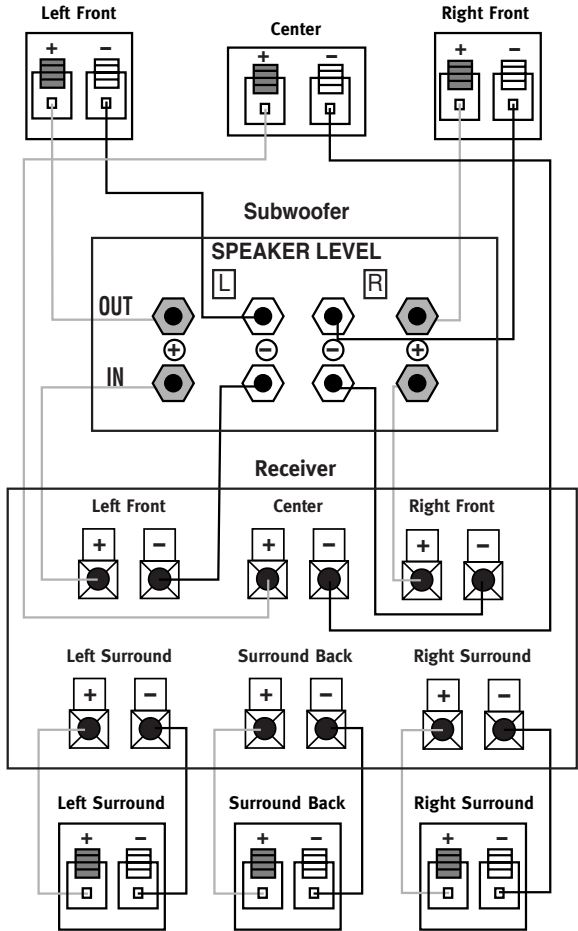 Left Front Center Right Front
+ − + − + −
Subwoofer
SPEAKER LEVEL
L R
OUT
+ − − +
IN
Receiver
Left Front Center Right Front
+ − + − + −
Left Surround Surround Back Right Surround
+ − + − + −
Left Surround Surround Back Right Surround
+ − + − + −